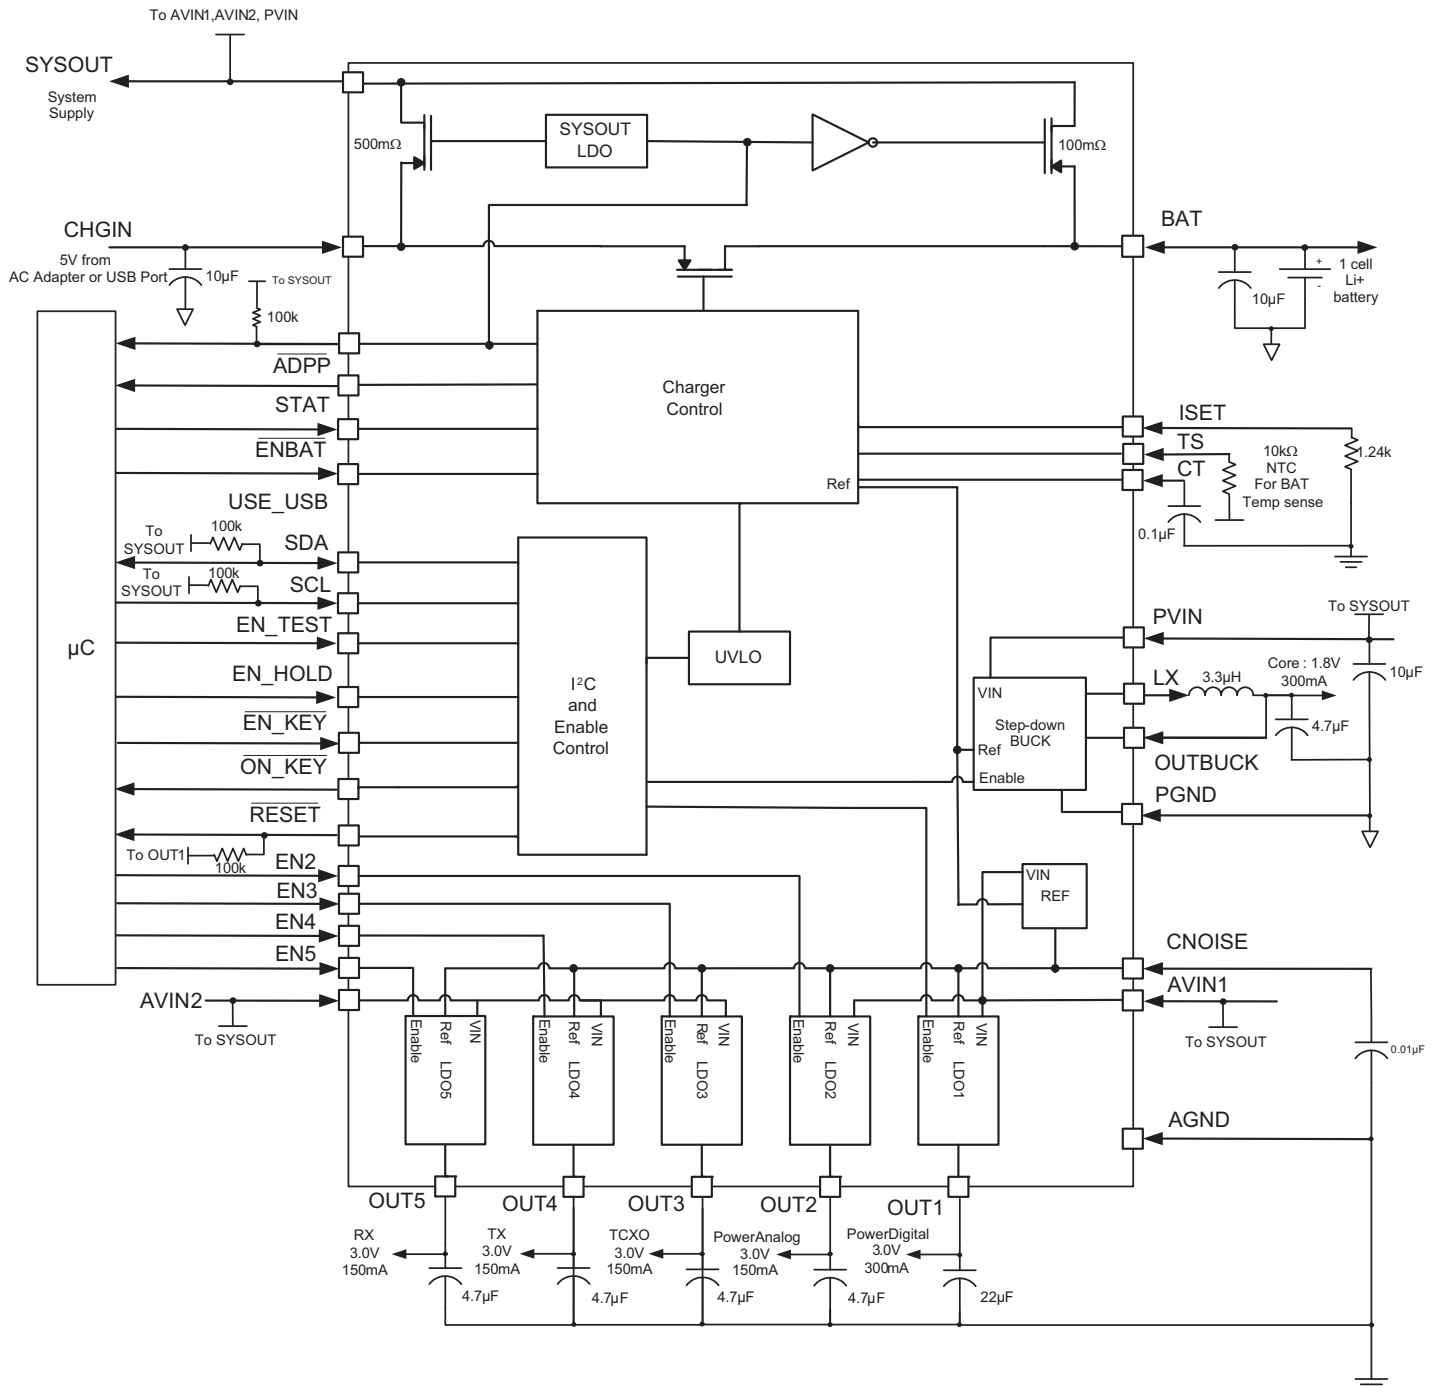 To AVIN1,AVIN2, PVIN
SYSOUT
System
Supply
500mΩ
SYSOUT
LDO
100mΩ
CHGIN
5V from
AC Adapter or USB Port
10µF
To SYSOUT
100k
BAT
10µF
+
-
1 cell
Li+
battery
ADPP
STAT
ENBAT
USE_USB
Charger
Control
Ref
ISET
TS
CT
10kΩ
NTC
For BAT
Temp sense
1.24k
0.1µF
To
SYSOUT
100k
SDA
To
SYSOUT
100k
SCL
EN_TEST
EN_HOLD
EN_KEY
ON_KEY
RESET
To OUT1
100k
µC
I²C
and
Enable
Control
UVLO
To SYSOUT
PVIN
10µF
LX
3.3µH
Core : 1.8V
300mA
4.7µF
VIN
Step-down
BUCK
Ref
Enable
OUTBUCK
PGND
EN2
EN3
EN4
EN5
VIN
REF
CNOISE
AVIN2
To SYSOUT
AVIN1
To SYSOUT
0.01µF
Enable
Ref
VIN
LDO5
Enable
Ref
VIN
LDO4
Enable
Ref
VIN
LDO3
Enable
Ref
VIN
LDO2
Enable
Ref
VIN
LDO1
AGND
OUT5
OUT4
OUT3
OUT2
OUT1
RX
3.0V
150mA
4.7µF
TX
3.0V
150mA
4.7µF
TCXO
3.0V
150mA
4.7µF
PowerAnalog
3.0V
150mA
4.7µF
PowerDigital
3.0V
300mA
22µF